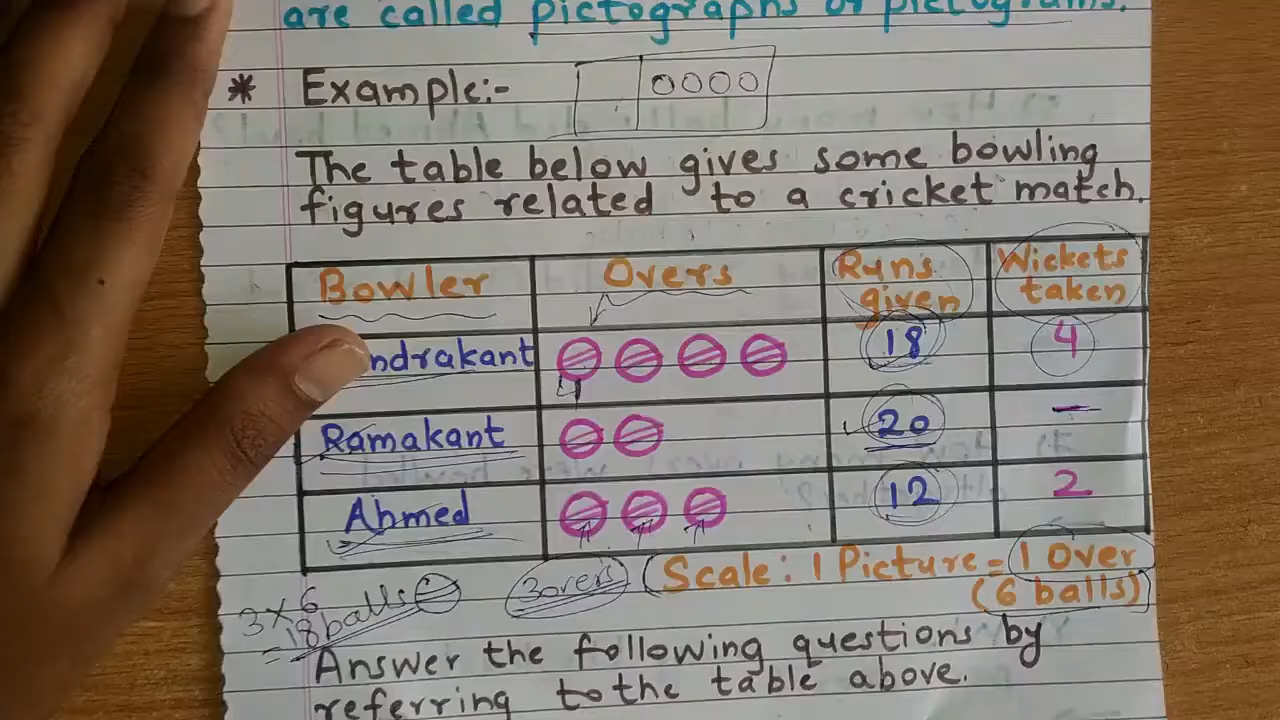 are called pictographs or pictograms.
* Example:-
The table below gives some bowling
figures related to a cricket match.
Bowler Overs Runs given Wickets taken
ndrakant 18 4
Ramakant 20 —
Ahmed 12 2
3 overs (Scale: 1 Picture = 1 Over
(6 balls)
3 x 6
= 18 balls
Answer the following questions by
referring to the table above.